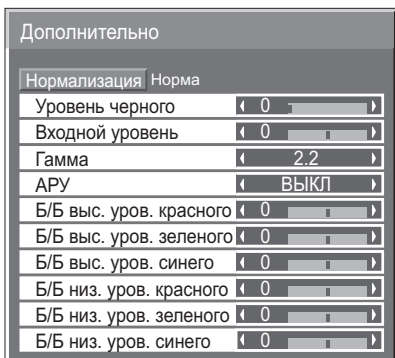 Дополнительно
Нормализация Норма
Уровень черного 0
Входной уровень 0
Гамма 2.2
АРУ ВЫКЛ
Б/Б выс. уров. красного 0
Б/Б выс. уров. зеленого 0
Б/Б выс. уров. синего 0
Б/Б низ. уров. красного 0
Б/Б низ. уров. зеленого 0
Б/Б низ. уров. синего 0